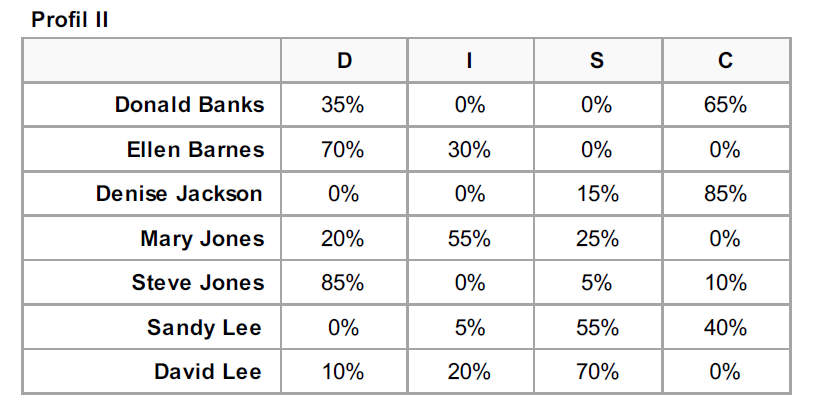 Profil II
D I S C
Donald Banks 35% 0% 0% 65%
Ellen Barnes 70% 30% 0% 0%
Denise Jackson 0% 0% 15% 85%
Mary Jones 20% 55% 25% 0%
Steve Jones 85% 0% 5% 10%
Sandy Lee 0% 5% 55% 40%
David Lee 10% 20% 70% 0%